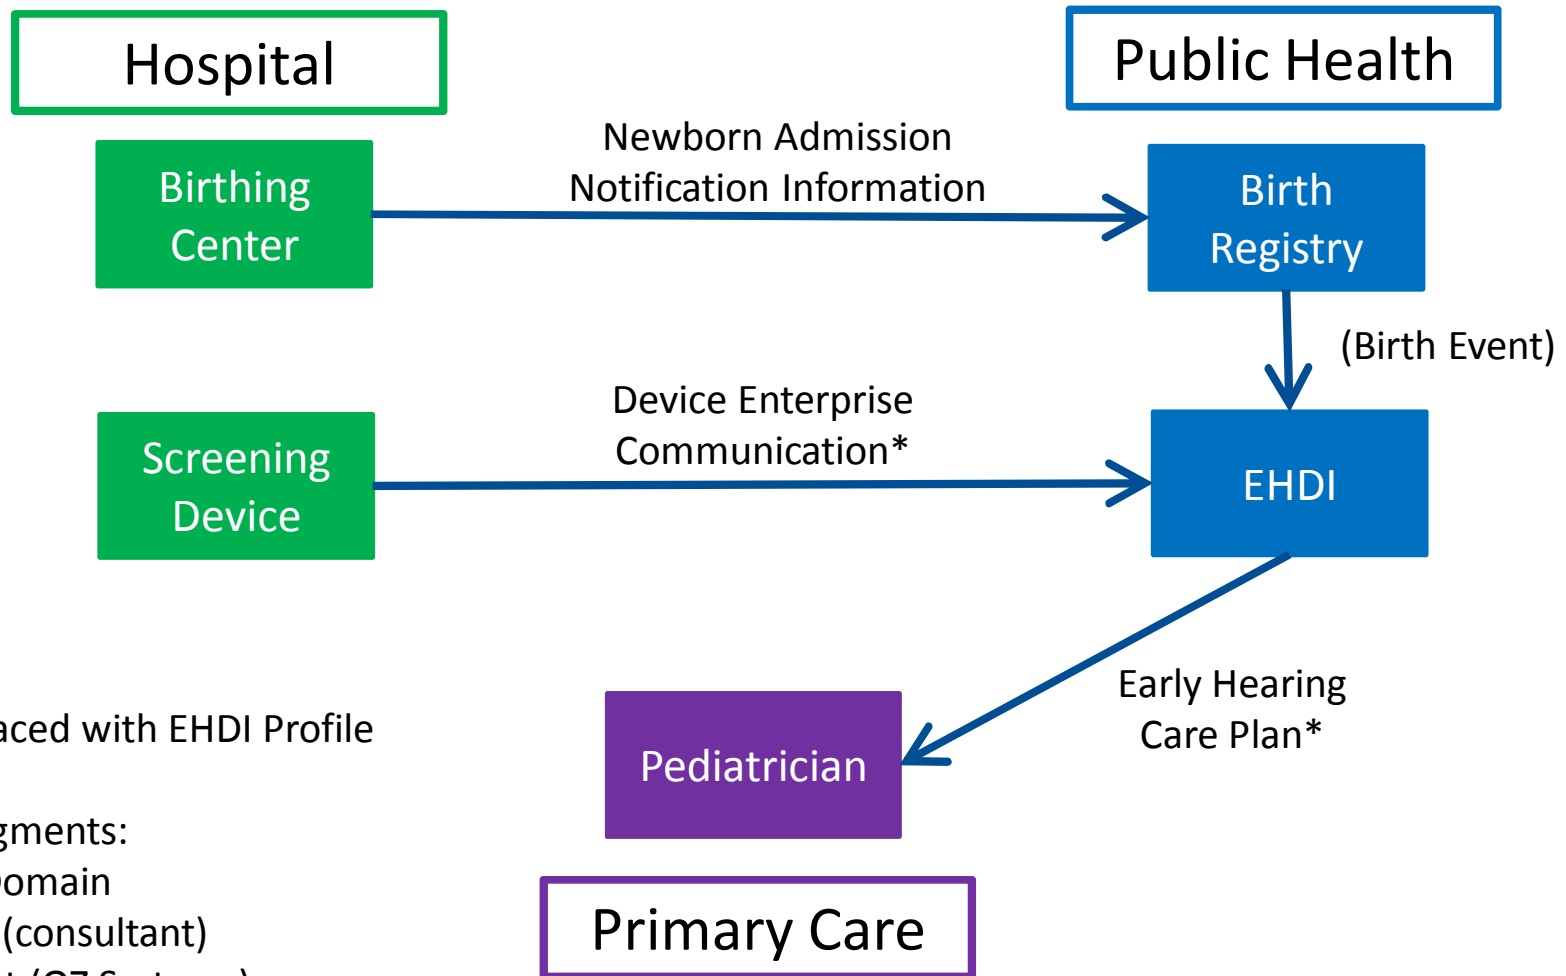 Hospital
Public Health
Newborn Admission
Notification Information
Birthing
Center
Birth
Registry
(Birth Event)
Device Enterprise
Communication*
Screening
Device
EHDI
Early Hearing
Care Plan*
Pediatrician
Primary Care
aced with EHDI Profile
gments:
Domain
(consultant)